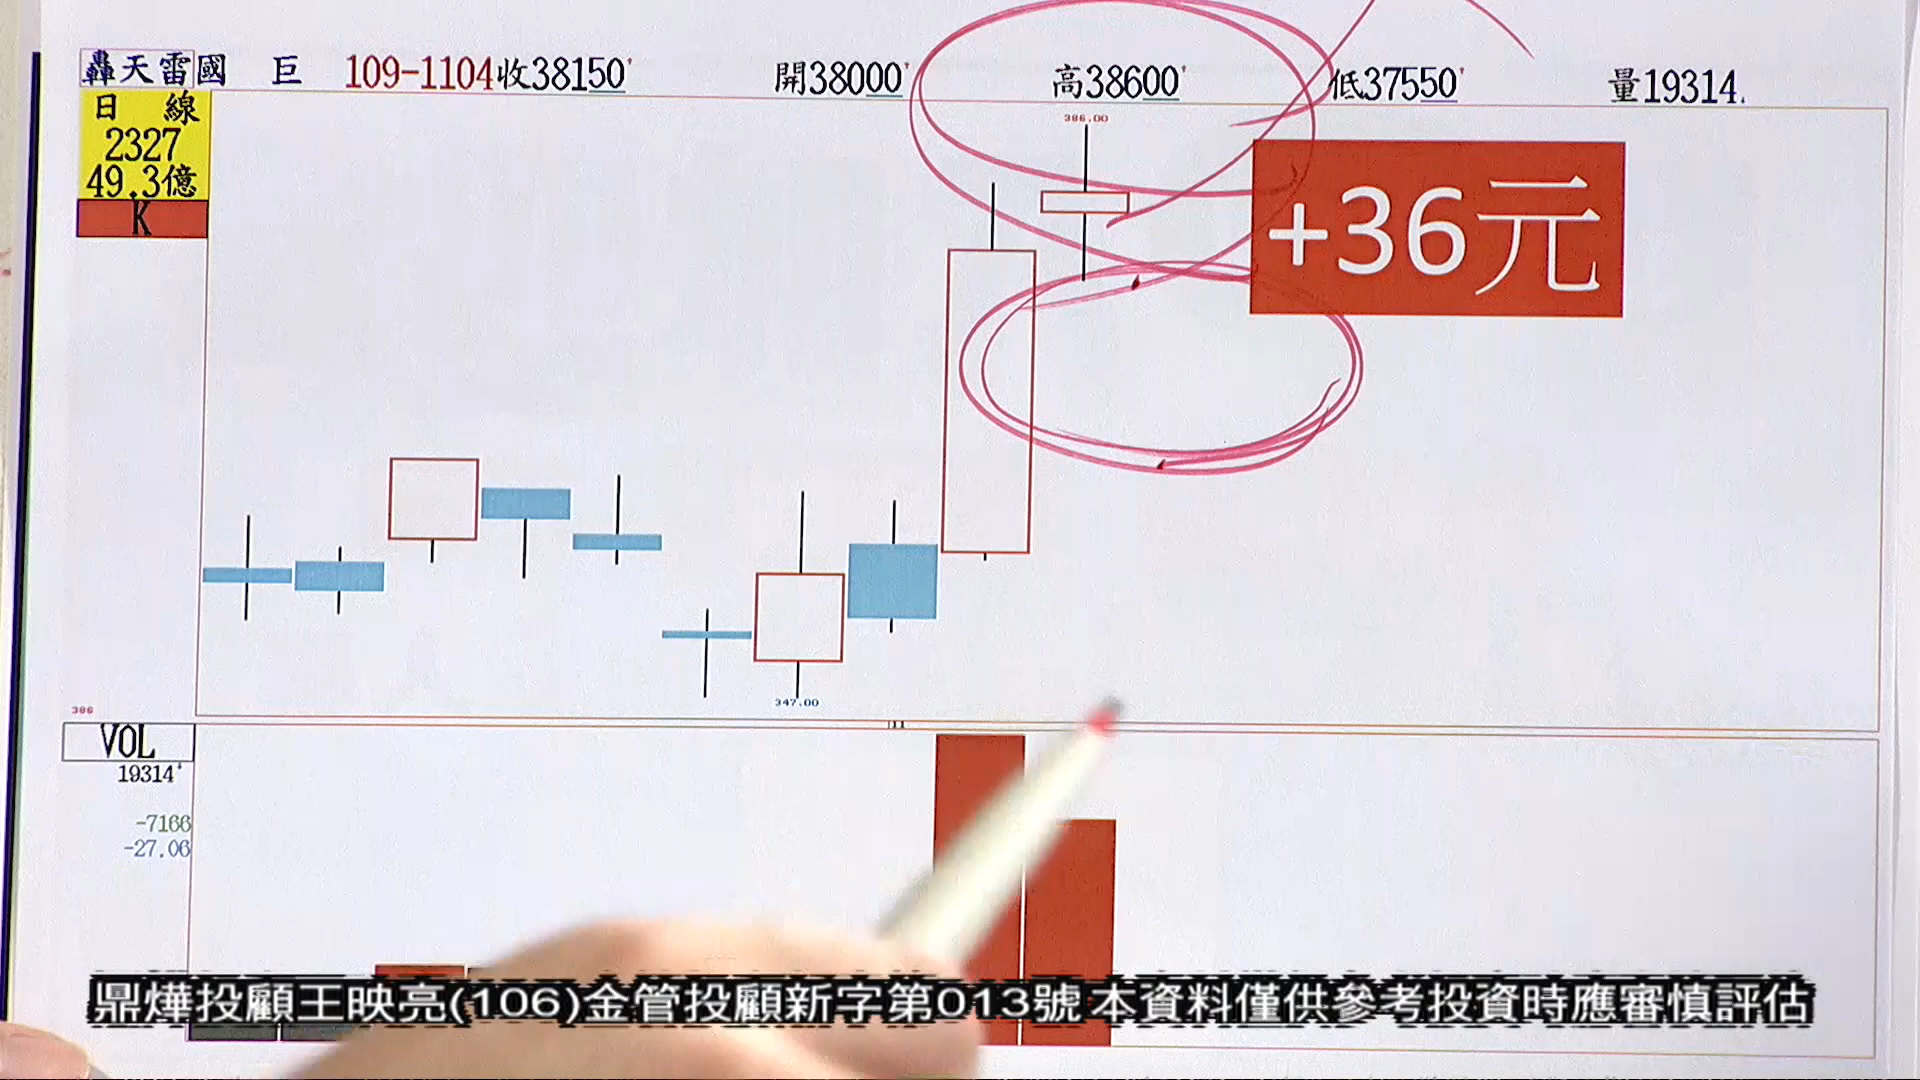 轟天雷國 巨 109-1104收38150' 開38000' 高38600' 低37550' 量19314
日線
2327
49.3億
K
386.00
+36元
347.00
386
11
VOL
19314'
-7166
-27.06
鼎燁投顧王映亮(106)金管投顧新字第013號 本資料僅供參考投資時應審慎評估